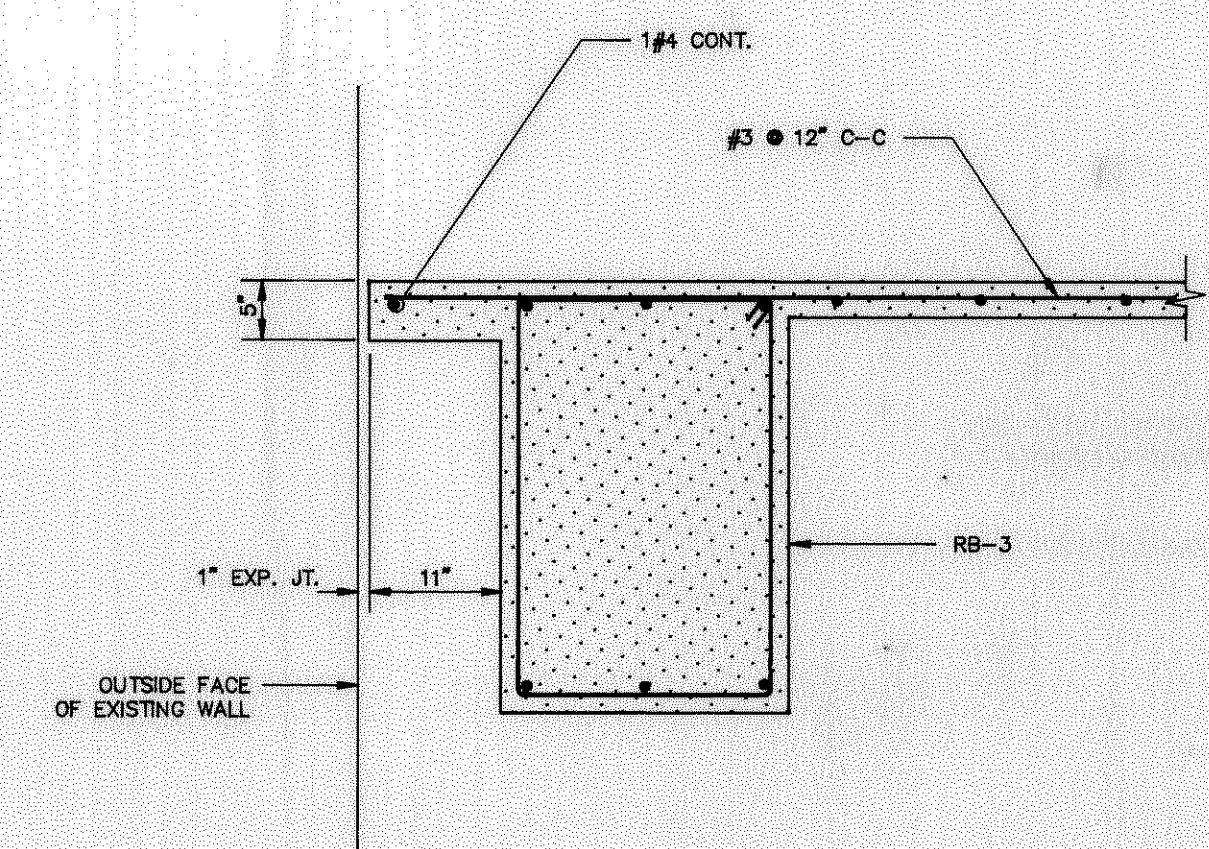 1#4 CONT.
#3 @ 12" C-C
5"
1" EXP. JT.
11"
RB-3
OUTSIDE FACE
OF EXISTING WALL